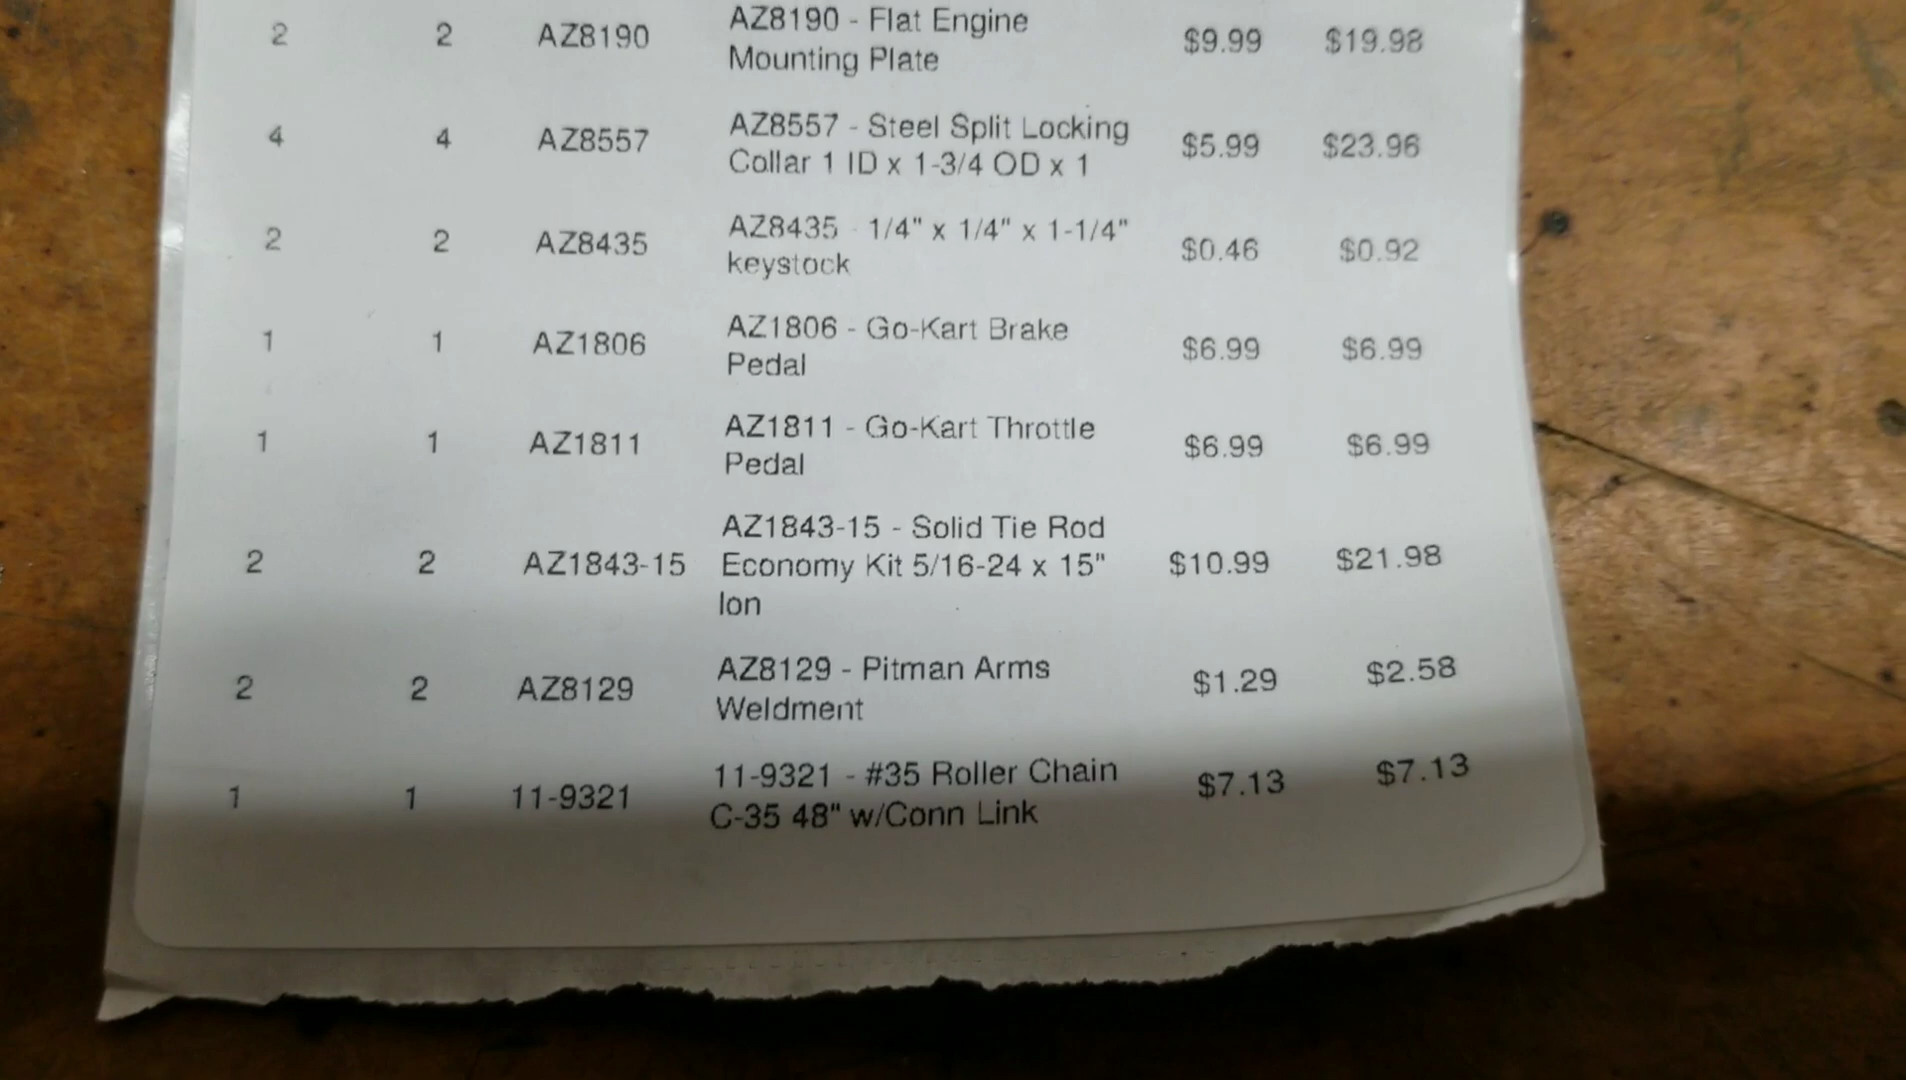 2 2 AZ8190 AZ8190 - Flat Engine $9.99 $19.98
Mounting Plate
4 4 AZ8557 AZ8557 - Steel Split Locking $5.99 $23.96
Collar 1 ID x 1-3/4 OD x 1
2 2 AZ8435 AZ8435 - 1/4" x 1/4" x 1-1/4" $0.46 $0.92
keystock
1 1 AZ1806 AZ1806 - Go-Kart Brake $6.99 $6.99
Pedal
1 1 AZ1811 AZ1811 - Go-Kart Throttle $6.99 $6.99
Pedal
AZ1843-15 - Solid Tie Rod
2 2 AZ1843-15 Economy Kit 5/16-24 x 15" $10.99 $21.98
lon
2 2 AZ8129 AZ8129 - Pitman Arms $1.29 $2.58
Weldment
1 1 11-9321 11-9321 - #35 Roller Chain $7.13 $7.13
C-35 48" w/Conn Link